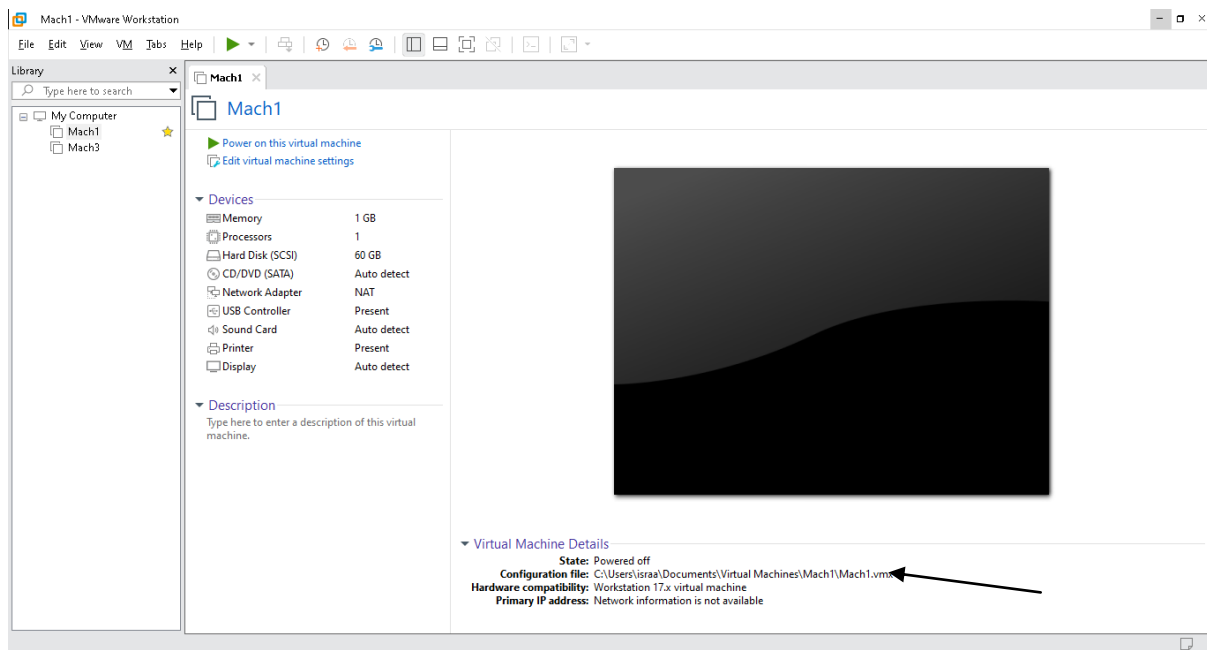 Mach1 - VMware Workstation
File Edit View VM Tabs Help
Library
Type here to search
My Computer
Mach1
Mach3
Mach1
Mach1
Power on this virtual machine
Edit virtual machine settings
Devices
Memory 1 GB
Processors 1
Hard Disk (SCSI) 60 GB
CD/DVD (SATA) Auto detect
Network Adapter NAT
USB Controller Present
Sound Card Auto detect
Printer Present
Display Auto detect
Description
Type here to enter a description of this virtual
machine.
Virtual Machine Details
State: Powered off
Configuration file: C:\Users\israa\Documents\Virtual Machines\Mach1\Mach1.vmx
Hardware compatibility: Workstation 17.x virtual machine
Primary IP address: Network information is not available